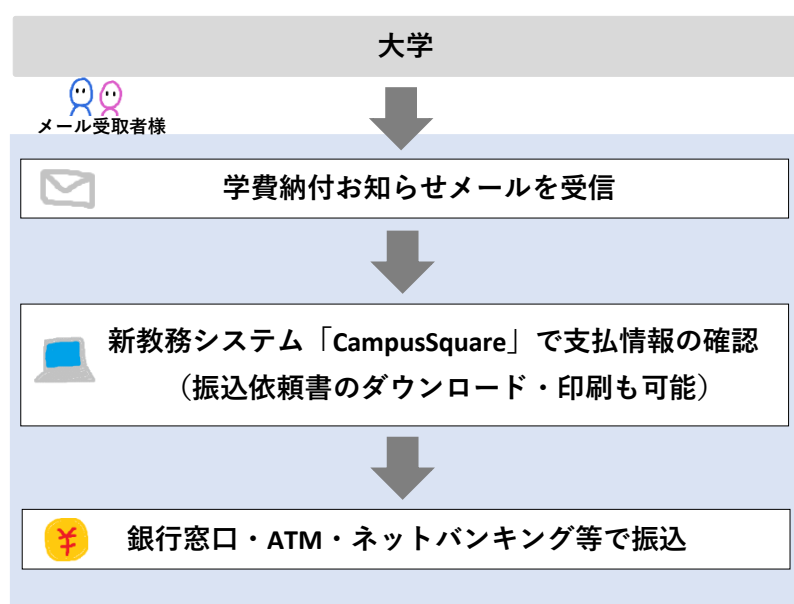 大学
メール受取者様
学費納付お知らせメールを受信
新教務システム「CampusSquare」で支払情報の確認
（振込依頼書のダウンロード・印刷も可能）
¥
銀行窓口・ATM・ネットバンキング等で振込